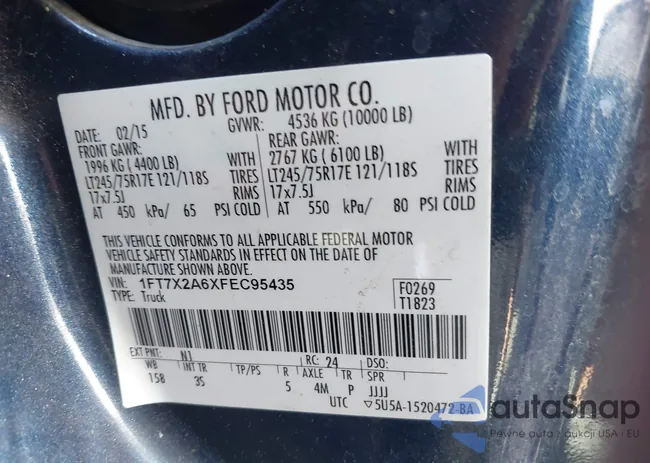 MFD. BY FORD MOTOR CO.
DATE: 02/15 GVWR: 4536 KG (10000 LB)
FRONT GAWR: REAR GAWR:
1996 KG ( 4400 LB) WITH 2767 KG ( 6100 LB) WITH
LT245/75R17E 121/118S TIRES LT245/75R17E 121/118S TIRES
17x7.5J RIMS 17x7.5J RIMS
AT 450 kPa/ 65 PSI COLD AT 550 kPa/ 80 PSI COLD
THIS VEHICLE CONFORMS TO ALL APPLICABLE FEDERAL MOTOR
VEHICLE SAFETY STANDARDS IN EFFECT ON THE DATE OF
MANUFACTURE SHOWN ABOVE.
VIN: 1FT7X2A6XFEC95435 F0269
TYPE: Truck T1823
EXT PNT: N1 RC: 24 DSO:
WB INT TR TP/PS R AXLE TR SPR
158 3S 5 4M P JJJJ
UTC ▽5U5A-1520472-BA
autaSnap
Pewne auta z aukcji USA i EU